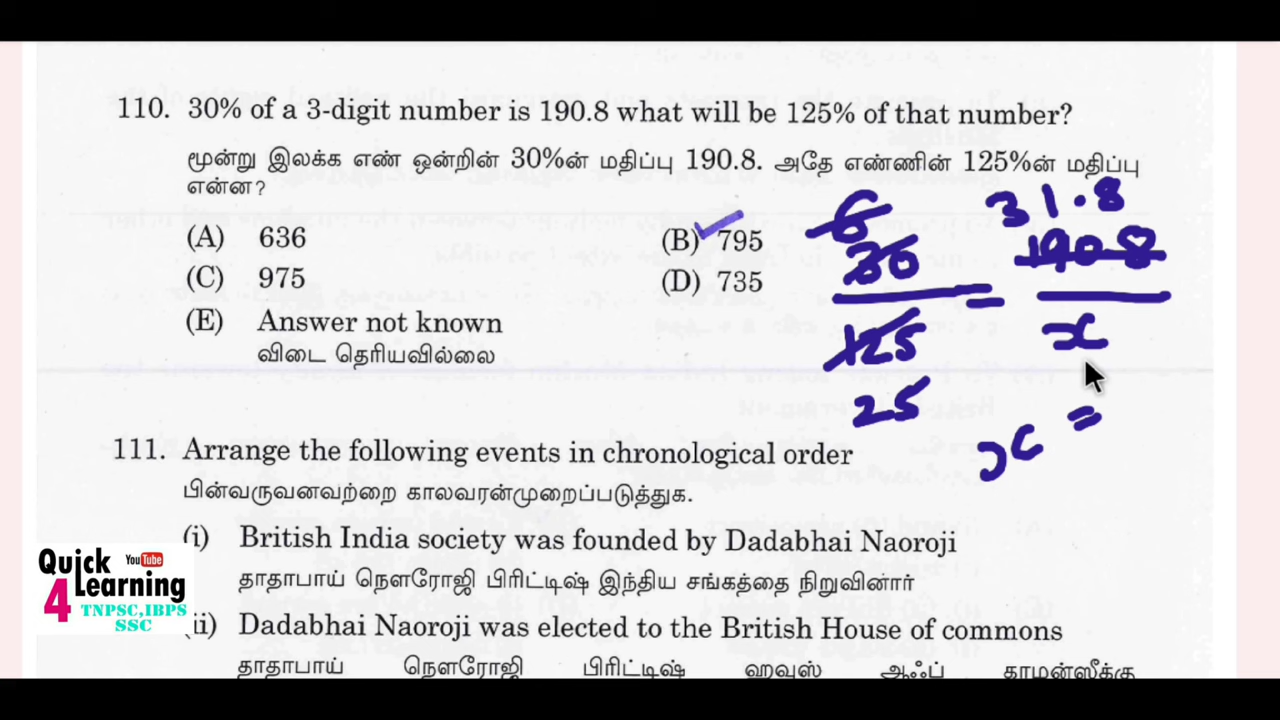 110. 30% of a 3-digit number is 190.8 what will be 125% of that number?
மூன்று இலக்க எண் ஒன்றின் 30%ன் மதிப்பு 190.8. அதே எண்ணின் 125%ன் மதிப்பு
என்ன?
(A) 636
(B) 795
(C) 975
(D) 735
(E) Answer not known
விடை தெரியவில்லை
6
30
125
25
=
31.8
190.8
x
x =
111. Arrange the following events in chronological order
பின்வருவனவற்றை காலவரன்முறைப்படுத்துக.
(i) British India society was founded by Dadabhai Naoroji
தாதாபாய் நௌரோஜி பிரிட்டிஷ் இந்திய சங்கத்தை நிறுவினார்
(ii) Dadabhai Naoroji was elected to the British House of commons
தாதாபாய் நௌரோஜி பிரிட்டிஷ் ஹவுஸ் ஆஃப் காமன்ஸீக்கு
Quick
YouTube
4 Learning
TNPSC,IBPS
SSC